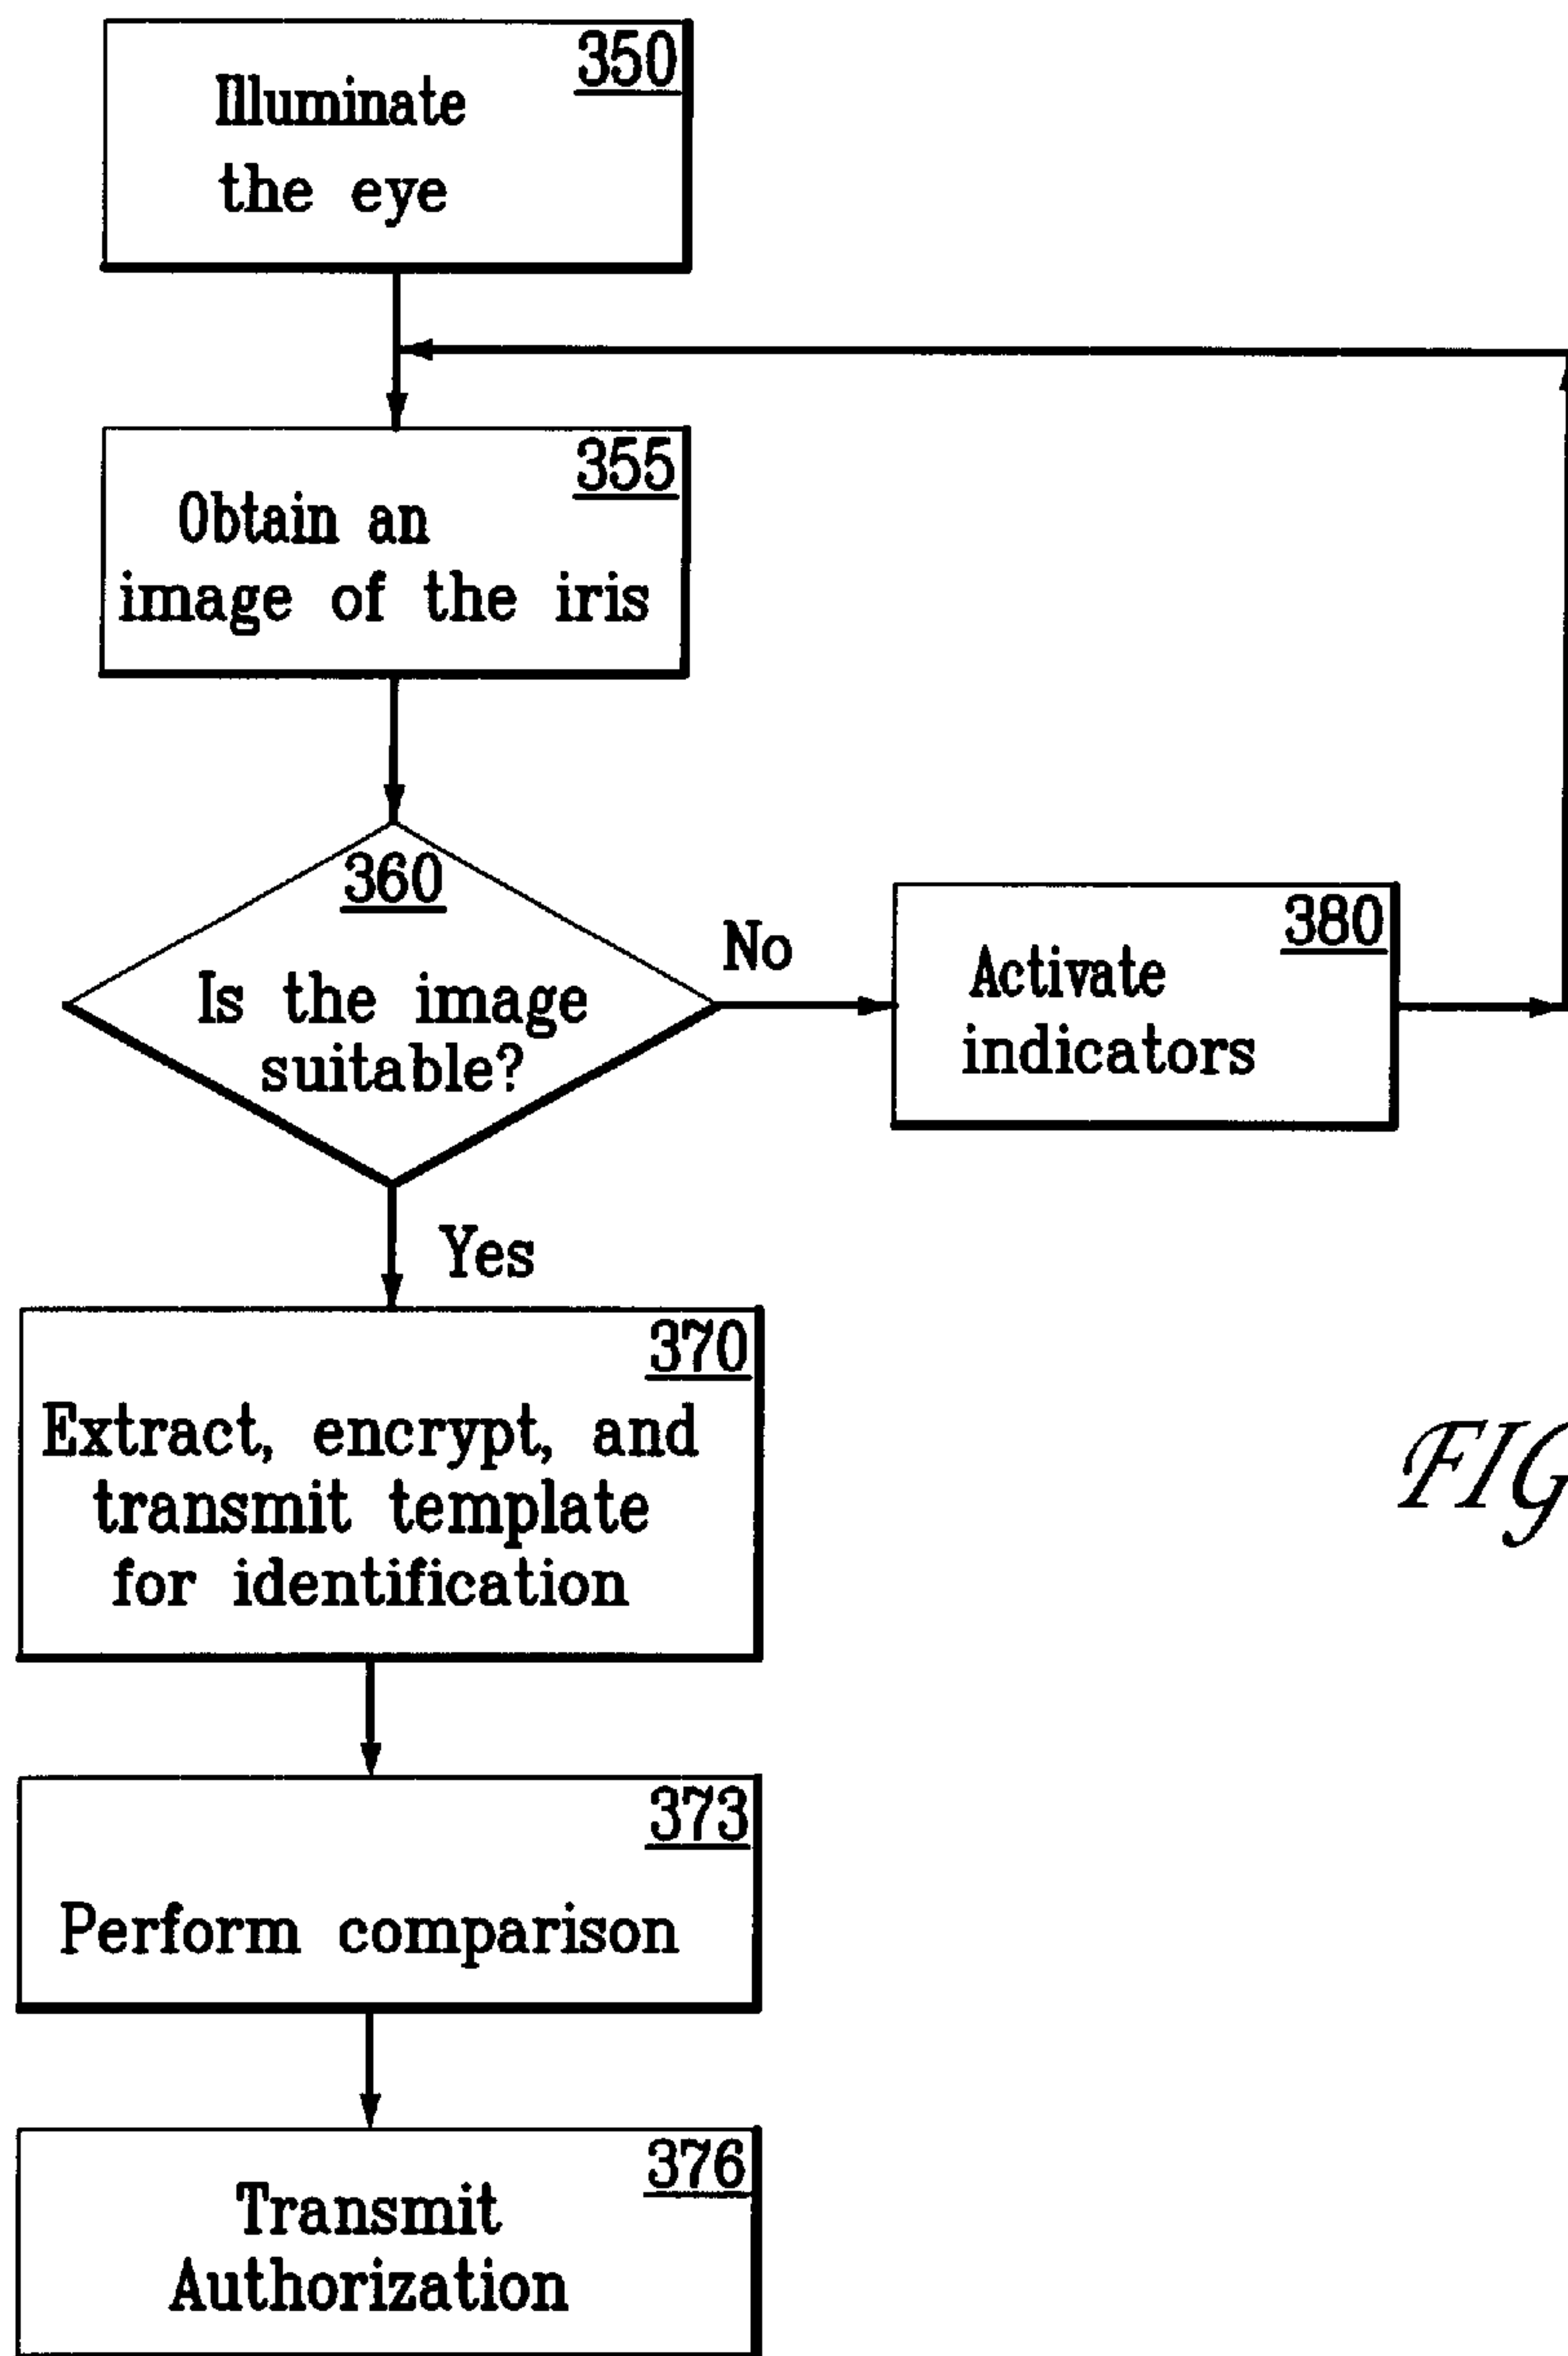 350
Illuminate
the eye
355
Obtain an
image of the iris
360
Is the image
suitable?
No
380
Activate
indicators
Yes
370
Extract, encrypt, and
transmit template
for identification
FIG
373
Perform comparison
376
Transmit
Authorization